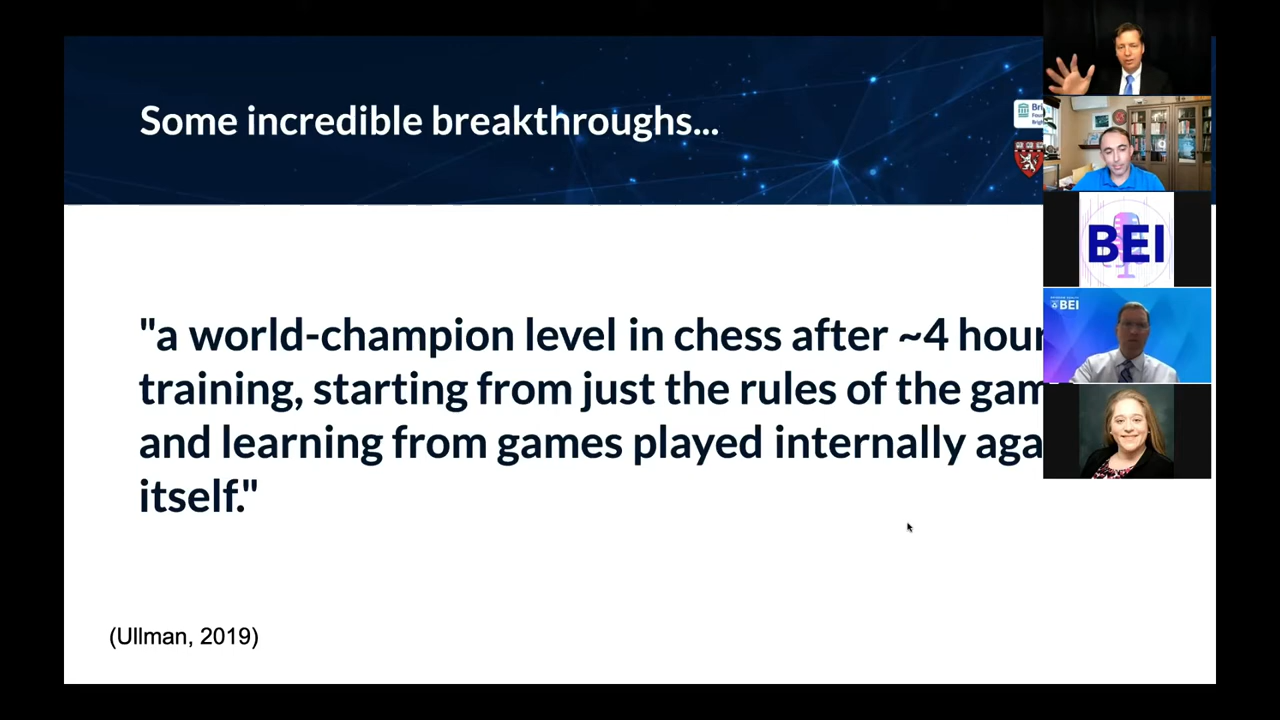 Some incredible breakthroughs...
"a world-champion level in chess after ~4 hour
training, starting from just the rules of the gam
and learning from games played internally aga
itself."
(Ullman, 2019)
BEI
BEI